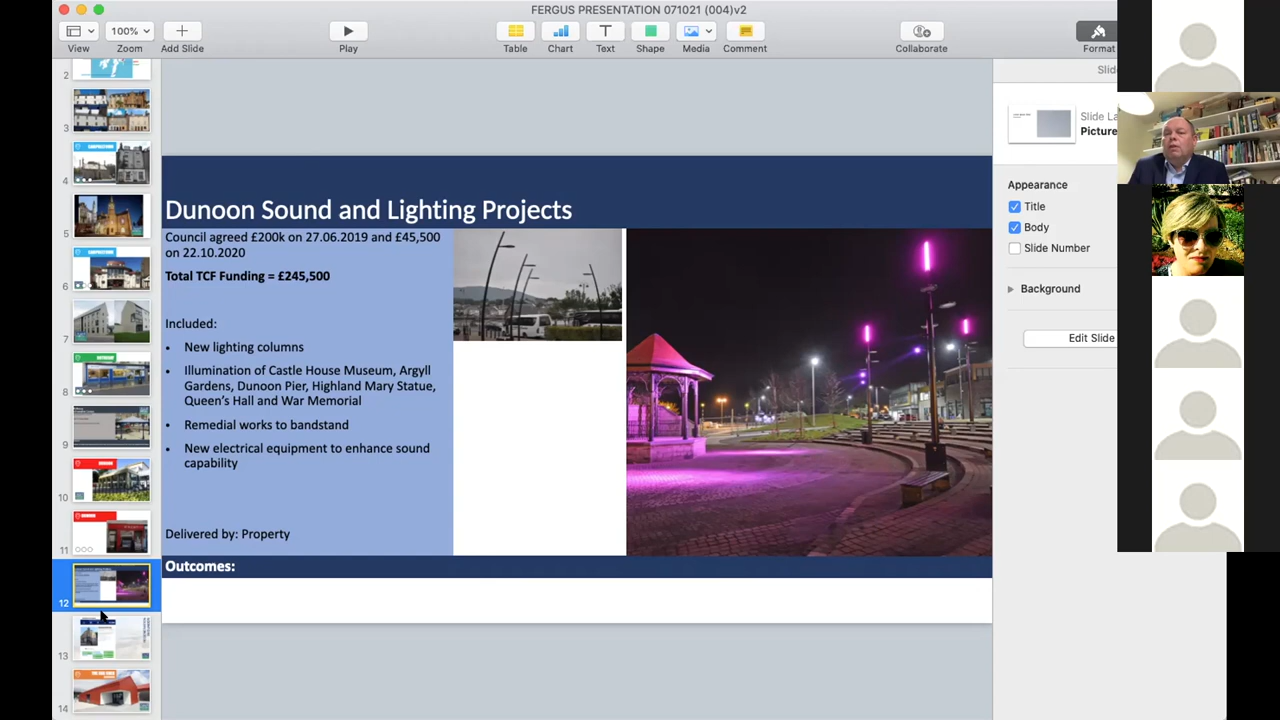 FERGUS PRESENTATION 071021 (004)v2
100%
View
Zoom
Add Slide
Play
Table
Chart
Text
Shape
Media
Comment
Collaborate
Format
Slid
Slide La
Picture
Appearance
Title
Body
Slide Number
Background
Edit Slide
2
3
4
5
6
7
8
9
10
11
12
13
14
Dunoon Sound and Lighting Projects
Council agreed £200k on 27.06.2019 and £45,500
on 22.10.2020
Total TCF Funding = £245,500
Included:
• New lighting columns
• Illumination of Castle House Museum, Argyll
Gardens, Dunoon Pier, Highland Mary Statue,
Queen's Hall and War Memorial
• Remedial works to bandstand
• New electrical equipment to enhance sound
capability
Delivered by: Property
Outcomes: